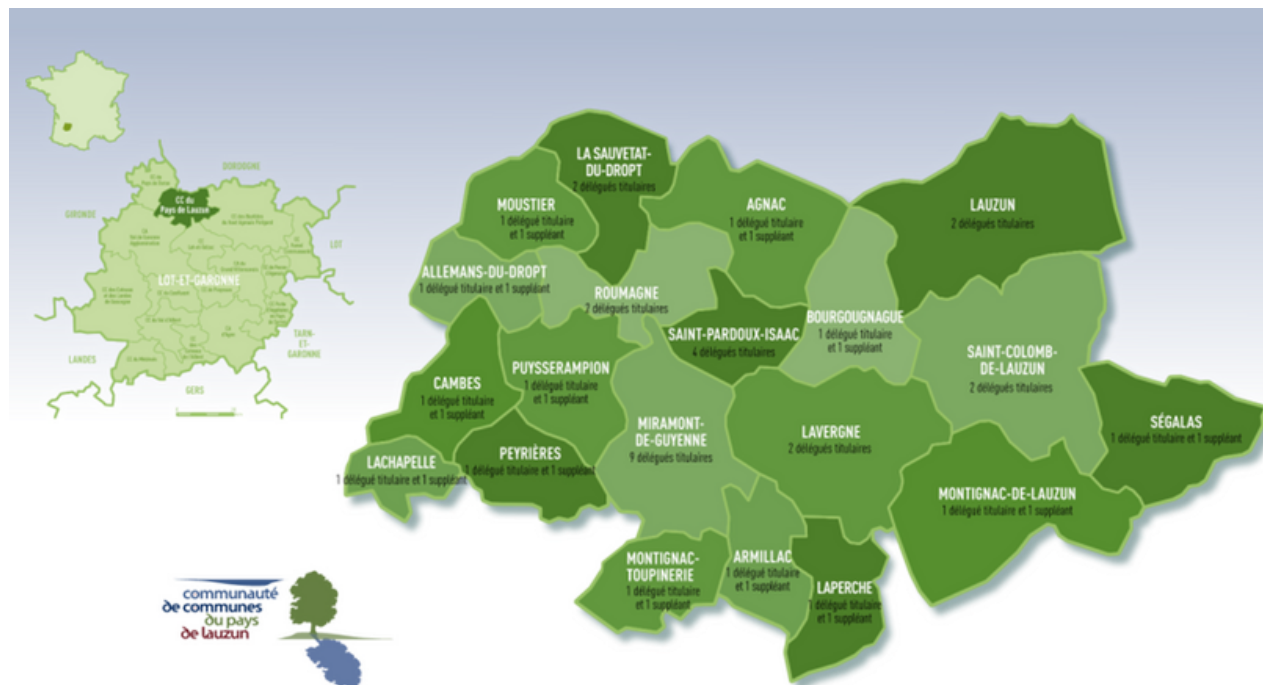 DORDOGNE
GIRONDE
CC du
Pays de Lauzun
LOT
LOT-ET-GARONNE
TARN-
ET-
GARONNE
LANDES
GERS
LA SAUVETAT-
DU-DROPT
2 délégués titulaires
MOUSTIER
1 délégué titulaire
et 1 suppléant
AGNAC
1 délégué titulaire
et 1 suppléant
LAUZUN
2 délégués titulaires
ALLEMANS-DU-DROPT
1 délégué titulaire et 1 suppléant
ROUMAGNE
2 délégués titulaires
BOURGOUGNAGUE
1 délégué titulaire
et 1 suppléant
SAINT-PARDOUX-ISAAC
4 délégués titulaires
SAINT-COLOMB-
DE-LAUZUN
2 délégués titulaires
PUYSSERAMPION
1 délégué titulaire
et 1 suppléant
CAMBES
1 délégué titulaire
et 1 suppléant
MIRAMONT-
DE-GUYENNE
9 délégués titulaires
LAVERGNE
2 délégués titulaires
SÉGALAS
1 délégué titulaire et 1 suppléant
LACHAPELLE
1 délégué titulaire et 1 suppléant
PEYRIÈRES
1 délégué titulaire et 1 suppléant
MONTIGNAC-DE-LAUZUN
1 délégué titulaire et 1 suppléant
MONTIGNAC-
TOUPINERIE
1 délégué titulaire
et 1 suppléant
ARMILLAC
1 délégué titulaire
et 1 suppléant
LAPERCHE
1 délégué titulaire
et 1 suppléant
communauté
de communes
du pays
de lauzun